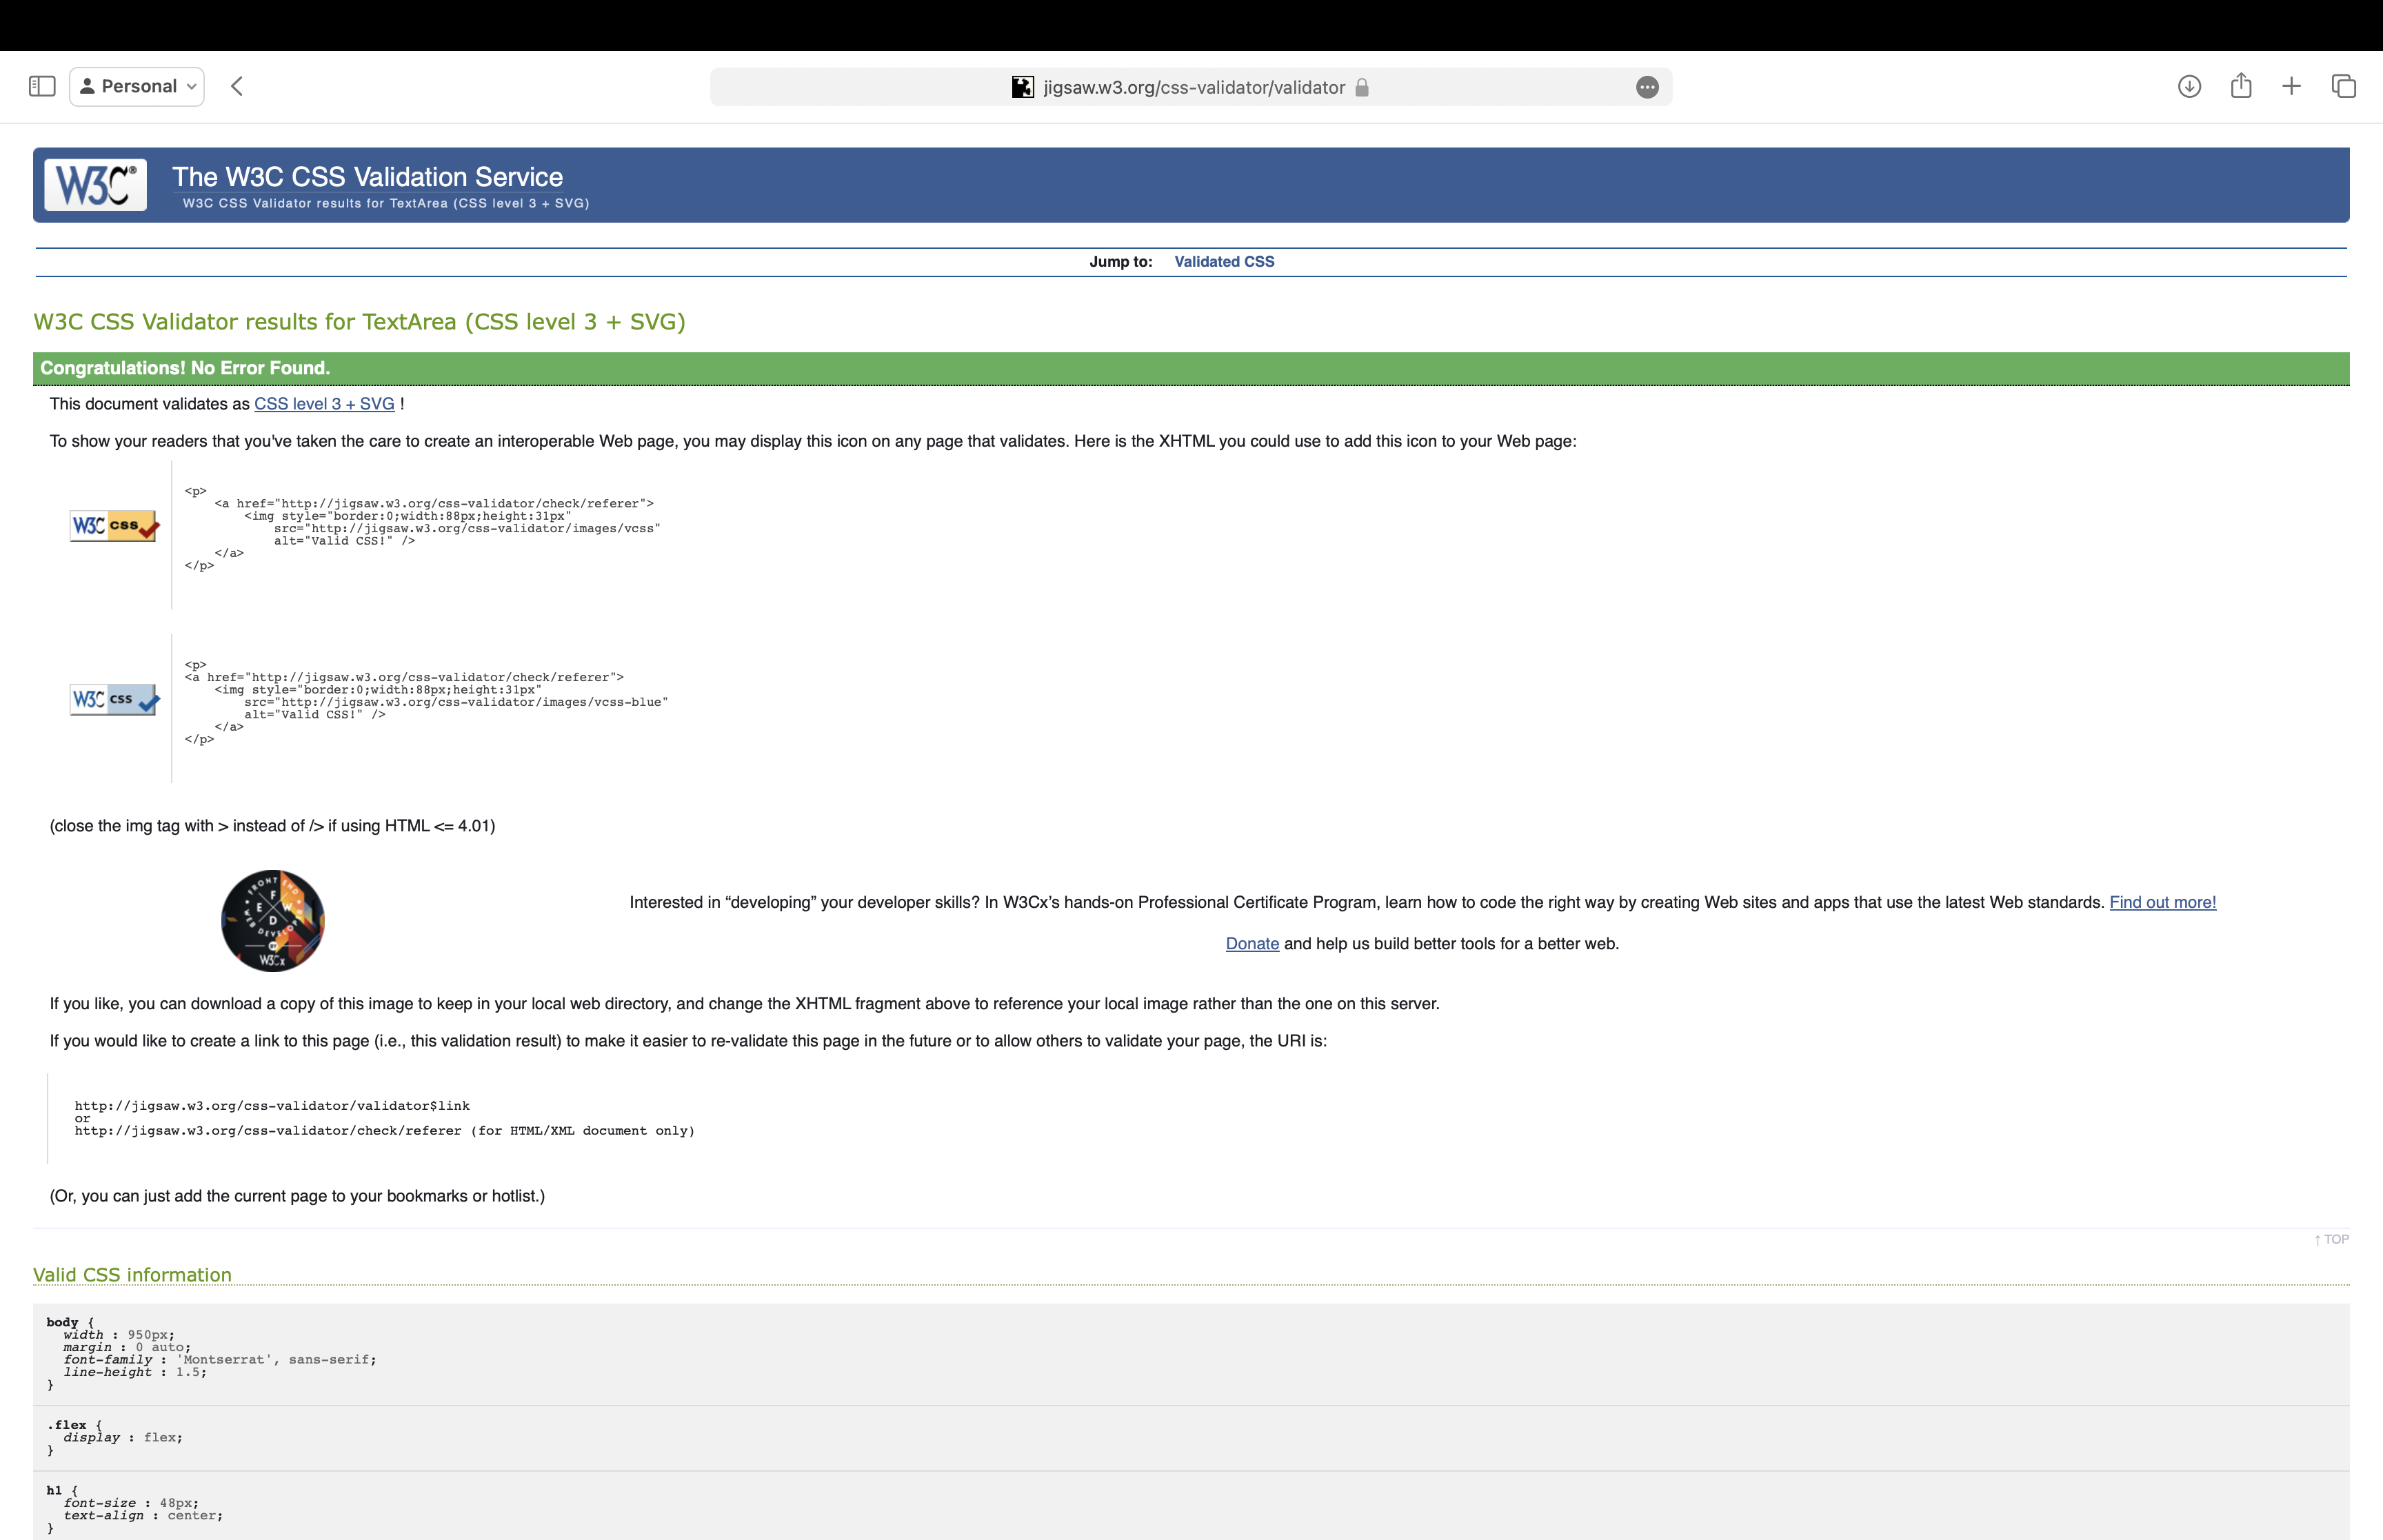 Personal
jigsaw.w3.org/css-validator/validator
W3C®
The W3C CSS Validation Service
W3C CSS Validator results for TextArea (CSS level 3 + SVG)
Jump to: Validated CSS
W3C CSS Validator results for TextArea (CSS level 3 + SVG)
Congratulations! No Error Found.
This document validates as CSS level 3 + SVG !
To show your readers that you've taken the care to create an interoperable Web page, you may display this icon on any page that validates. Here is the XHTML you could use to add this icon to your Web page:
W3C css
<p>
    <a href="http://jigsaw.w3.org/css-validator/check/referer">
        <img style="border:0;width:88px;height:31px"
            src="http://jigsaw.w3.org/css-validator/images/vcss"
            alt="Valid CSS!" />
    </a>
</p>
W3C css
<p>
<a href="http://jigsaw.w3.org/css-validator/check/referer">
    <img style="border:0;width:88px;height:31px"
        src="http://jigsaw.w3.org/css-validator/images/vcss-blue"
        alt="Valid CSS!" />
    </a>
</p>
(close the img tag with > instead of /> if using HTML <= 4.01)
FRONT END
F E W D
WEB DEVELOPER
BY
W3Cx
Interested in “developing” your developer skills? In W3Cx’s hands-on Professional Certificate Program, learn how to code the right way by creating Web sites and apps that use the latest Web standards. Find out more!
Donate and help us build better tools for a better web.
If you like, you can download a copy of this image to keep in your local web directory, and change the XHTML fragment above to reference your local image rather than the one on this server.
If you would like to create a link to this page (i.e., this validation result) to make it easier to re-validate this page in the future or to allow others to validate your page, the URI is:
http://jigsaw.w3.org/css-validator/validator$link
or
http://jigsaw.w3.org/css-validator/check/referer (for HTML/XML document only)
(Or, you can just add the current page to your bookmarks or hotlist.)
↑ TOP
Valid CSS information
body {
  width : 950px;
  margin : 0 auto;
  font-family : 'Montserrat', sans-serif;
  line-height : 1.5;
}
.flex {
  display : flex;
}
h1 {
  font-size : 48px;
  text-align : center;
}